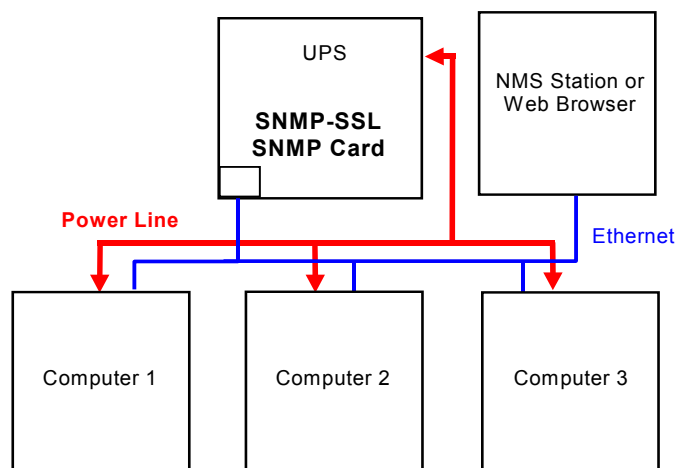 UPS
SNMP-SSL
SNMP Card
NMS Station or
Web Browser
Power Line
Ethernet
Computer 1
Computer 2
Computer 3